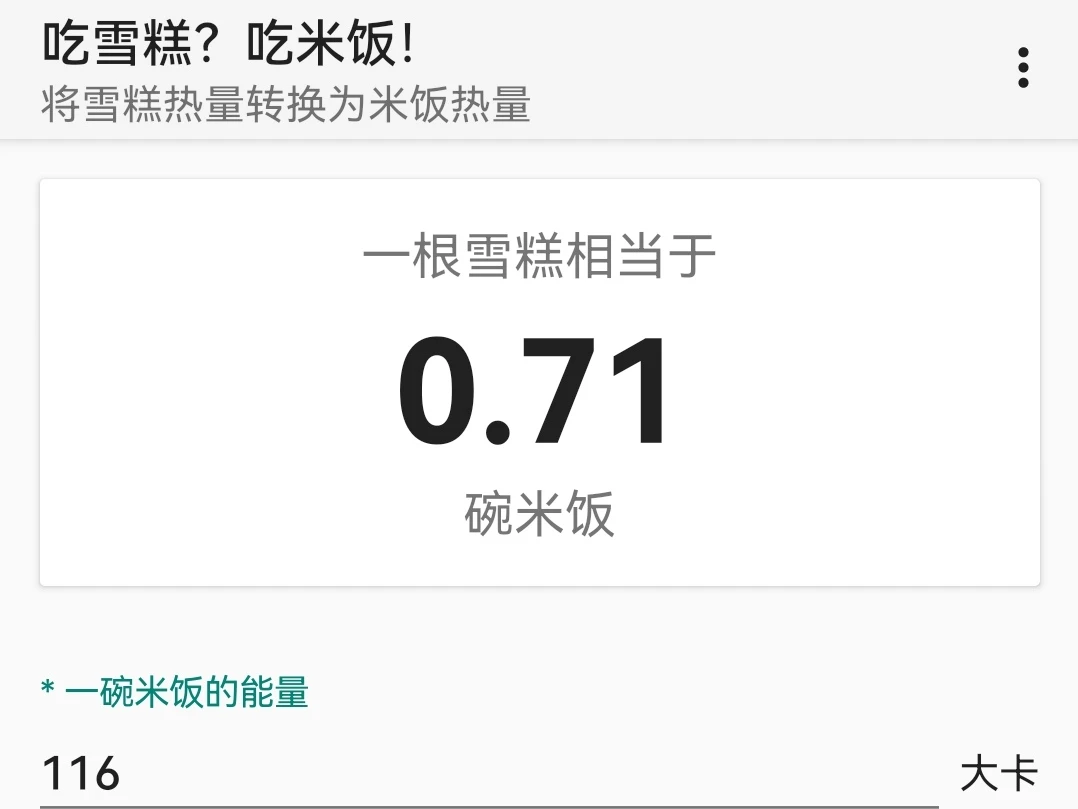 吃雪糕？吃米饭！
将雪糕热量转换为米饭热量
一根雪糕相当于
0.71
碗米饭
* 一碗米饭的能量
116 大卡